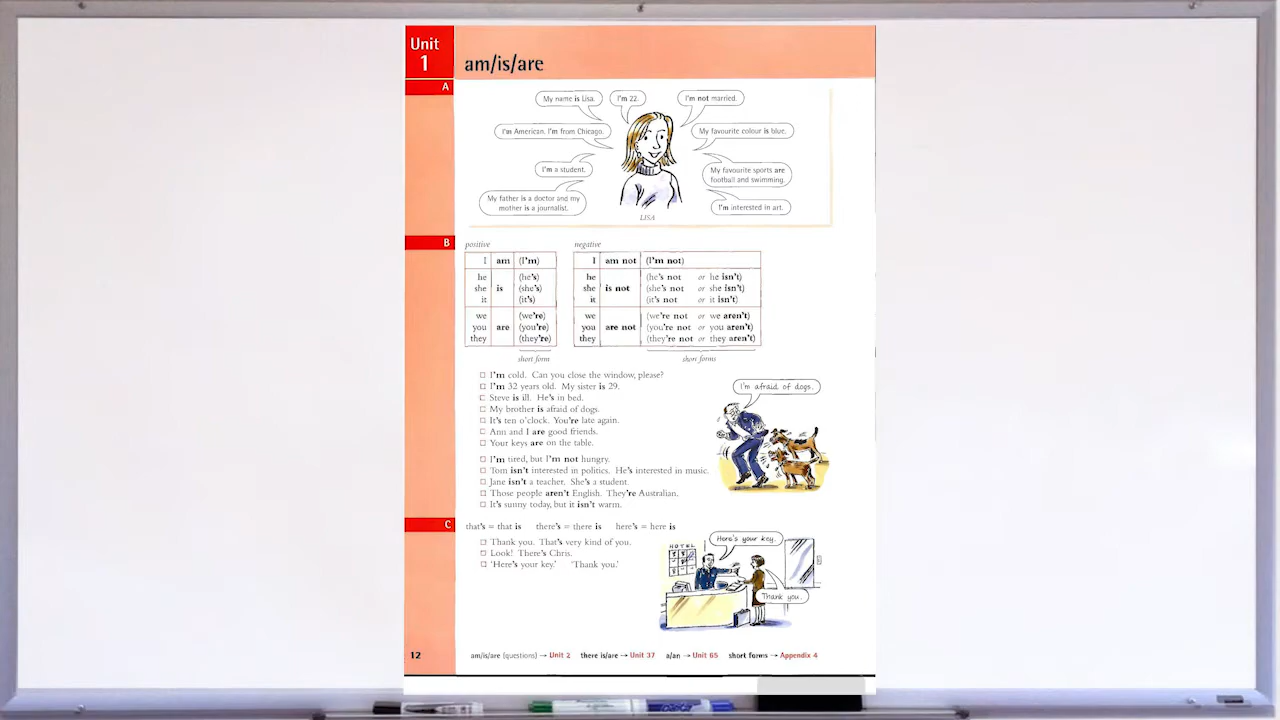 Unit
1
am/is/are
A
My name is Lisa.
I'm 22.
I'm not married.
I'm American. I'm from Chicago.
My favourite colour is blue.
I'm a student.
My favourite sports are
football and swimming.
My father is a doctor and my
mother is a journalist.
I'm interested in art.
LISA
B
positive
I am (I'm)
he (he's)
she is (she's)
it (it's)
we (we're)
you are (you're)
they (they're)
short form
negative
I am not (I'm not)
he (he's not or he isn't)
she is not (she's not or she isn't)
it (it's not or it isn't)
we (we're not or we aren't)
you are not (you're not or you aren't)
they (they're not or they aren't)
short forms
I'm cold. Can you close the window, please?
I'm 32 years old. My sister is 29.
Steve is ill. He's in bed.
My brother is afraid of dogs.
It's ten o'clock. You're late again.
Ann and I are good friends.
Your keys are on the table.
I'm afraid of dogs.
I'm tired, but I'm not hungry.
Tom isn't interested in politics. He's interested in music.
Jane isn't a teacher. She's a student.
Those people aren't English. They're Australian.
It's sunny today, but it isn't warm.
C
that's = that is there's = there is here's = here is
Thank you. That's very kind of you.
Look! There's Chris.
'Here's your key.' 'Thank you.'
HOTEL
Here's your key.
Thank you.
12
am/is/are (questions) → Unit 2 there is/are → Unit 37 a/an → Unit 65 short forms → Appendix 4